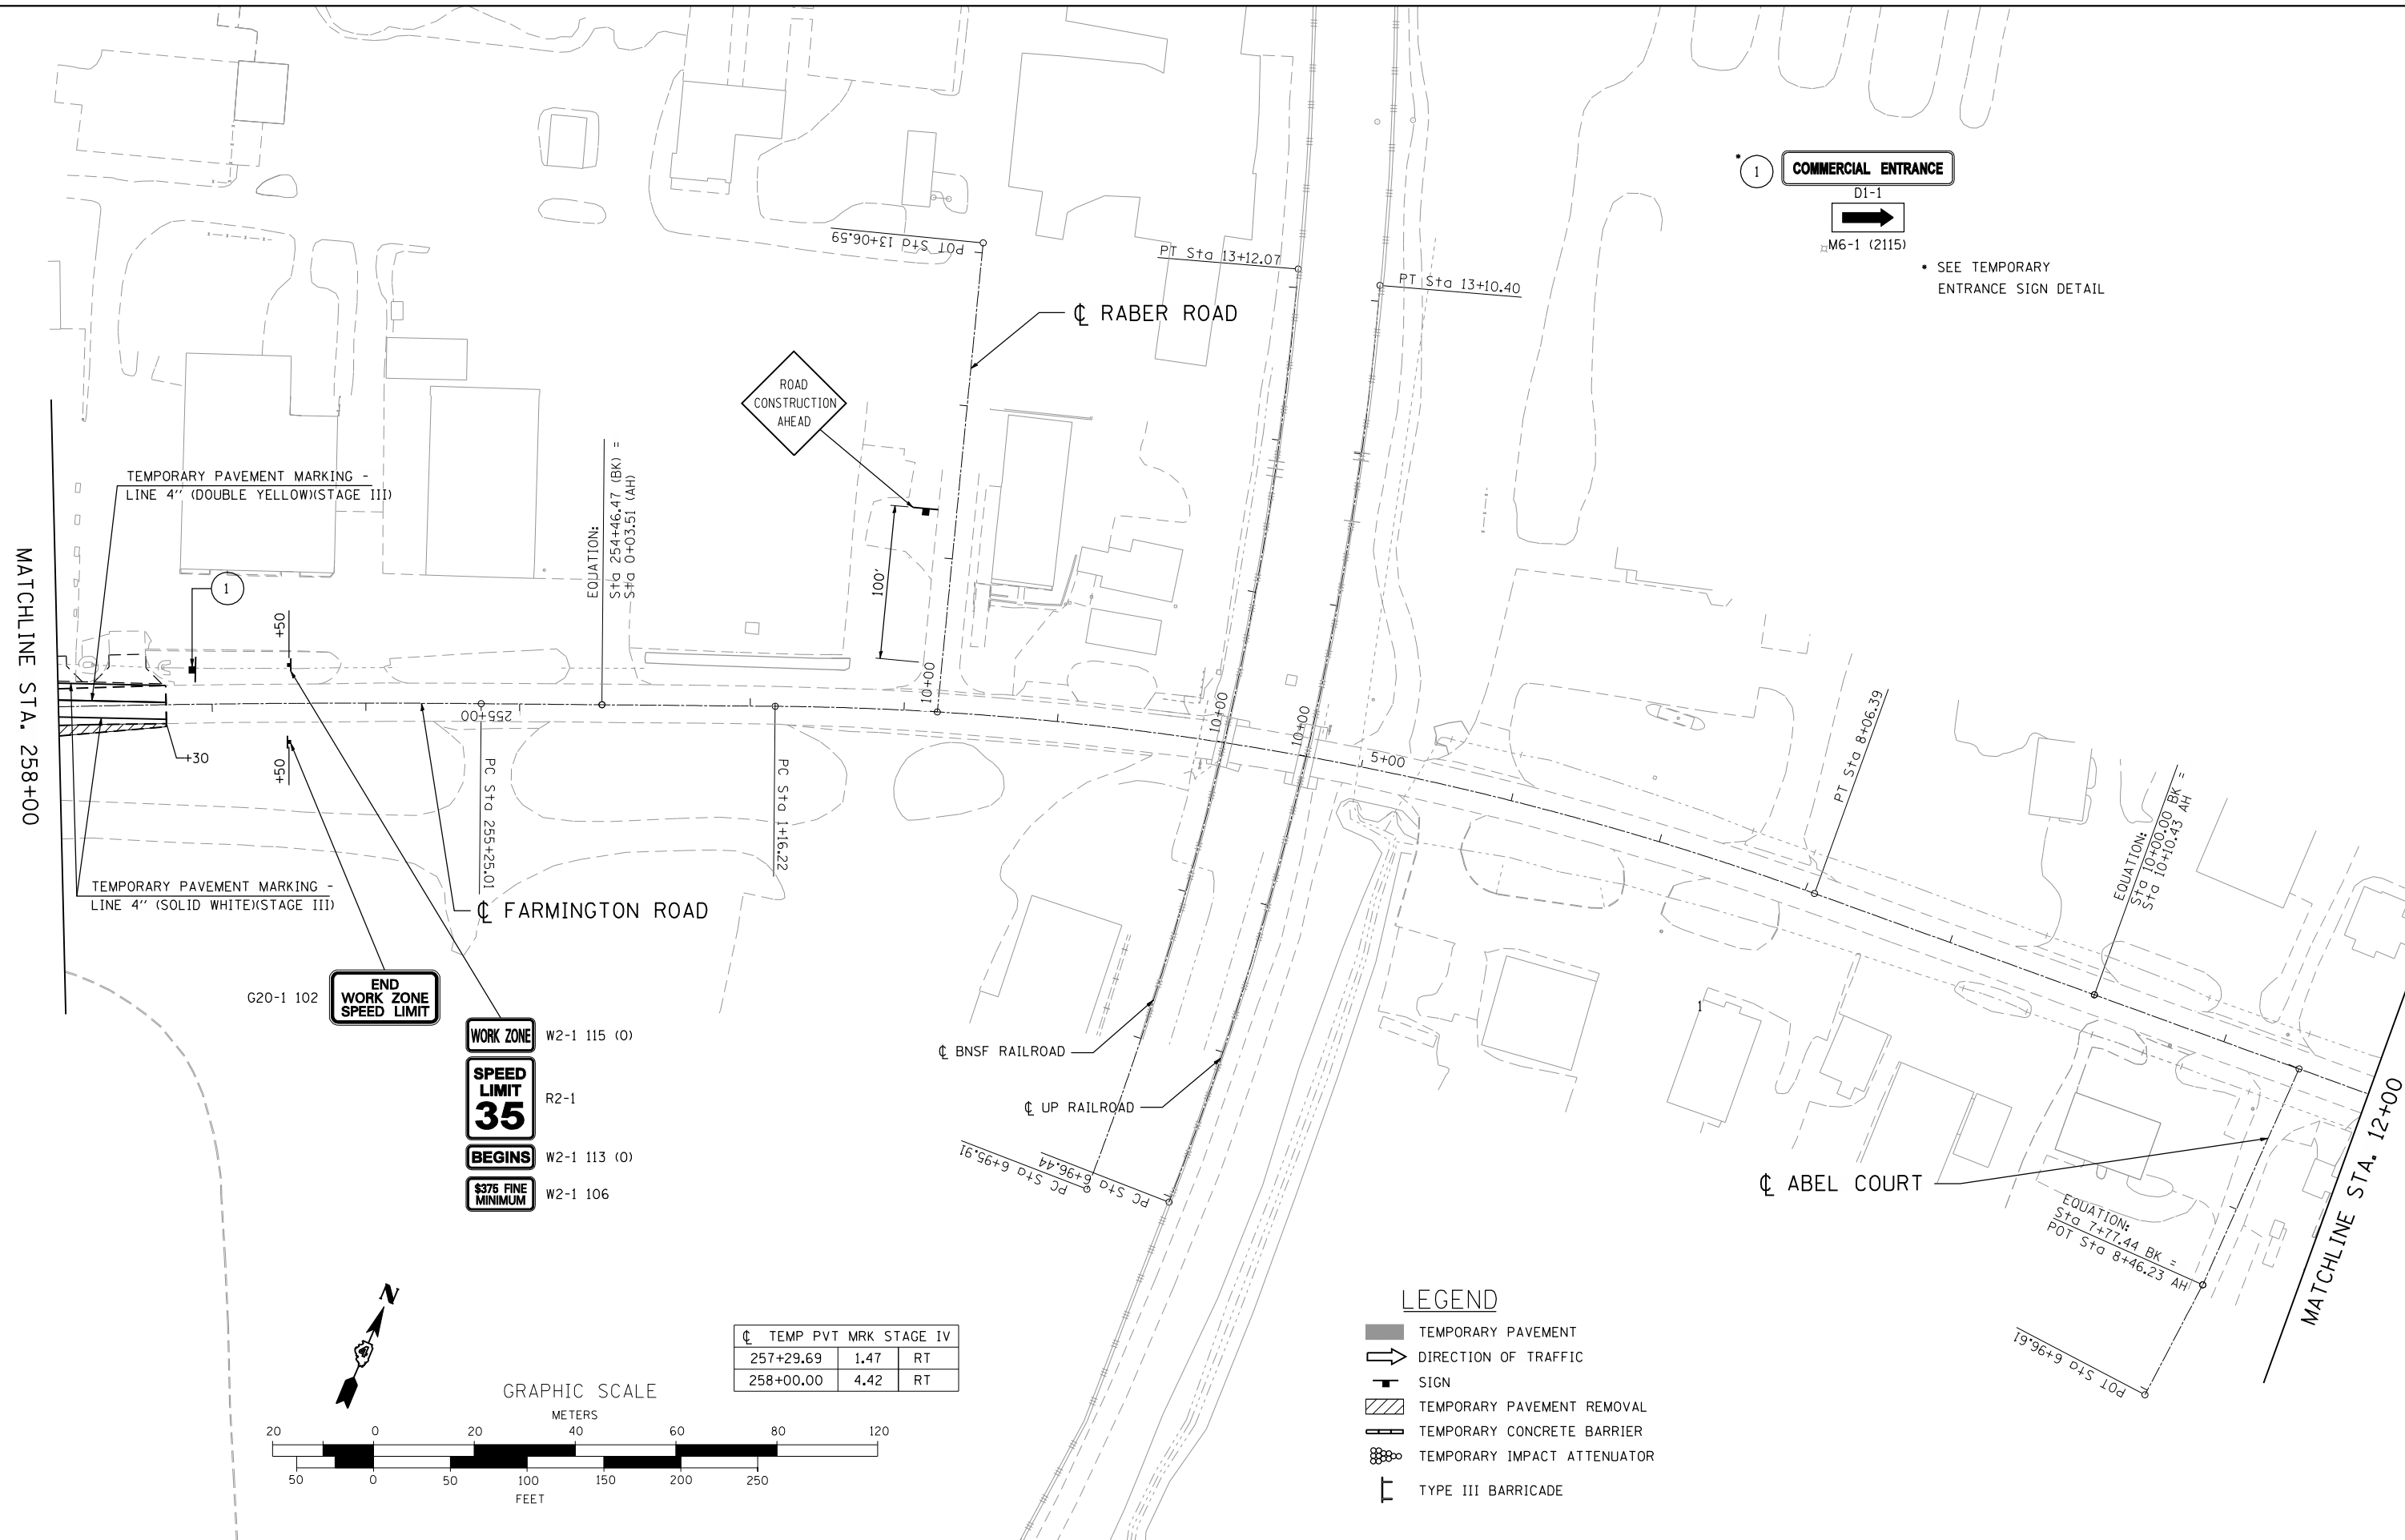 * 1 COMMERCIAL ENTRANCE
D1-1
¤M6-1 (2115)
* SEE TEMPORARY
ENTRANCE SIGN DETAIL
POT Sta 13+06.59
PT Sta 13+12.07
PT Sta 13+10.40
℄ RABER ROAD
ROAD
CONSTRUCTION
AHEAD
100'
10+00
EQUATION:
Sta 254+46.47 (BK) =
Sta 0+03.51 (AH)
TEMPORARY PAVEMENT MARKING -
LINE 4" (DOUBLE YELLOW)(STAGE III)
MATCHLINE STA. 258+00
1
+50
+30
+50
255+00
PC Sta 255+25.01
PC Sta 1+16.22
10+00
10+00
5+00
PT Sta 8+06.39
EQUATION:
Sta 10+00.00 BK =
Sta 10+10.43 AH
TEMPORARY PAVEMENT MARKING -
LINE 4" (SOLID WHITE)(STAGE III)
℄ FARMINGTON ROAD
G20-1 102
END
WORK ZONE
SPEED LIMIT
WORK ZONE W2-1 115 (O)
SPEED
LIMIT
35
R2-1
BEGINS W2-1 113 (O)
$375 FINE
MINIMUM
W2-1 106
℄ BNSF RAILROAD
℄ UP RAILROAD
PC Sta 6+95.91
PC Sta 6+96.44
1
℄ ABEL COURT
EQUATION:
Sta 7+77.44 BK =
POT Sta 8+46.23 AH
POT Sta 6+96.61
MATCHLINE STA. 12+00
N
4
GRAPHIC SCALE
METERS
20 0 20 40 60 80 120
50 0 50 100 150 200 250
FEET
℄ TEMP PVT MRK STAGE IV
257+29.69 1.47 RT
258+00.00 4.42 RT
LEGEND
TEMPORARY PAVEMENT
DIRECTION OF TRAFFIC
SIGN
TEMPORARY PAVEMENT REMOVAL
TEMPORARY CONCRETE BARRIER
TEMPORARY IMPACT ATTENUATOR
TYPE III BARRICADE